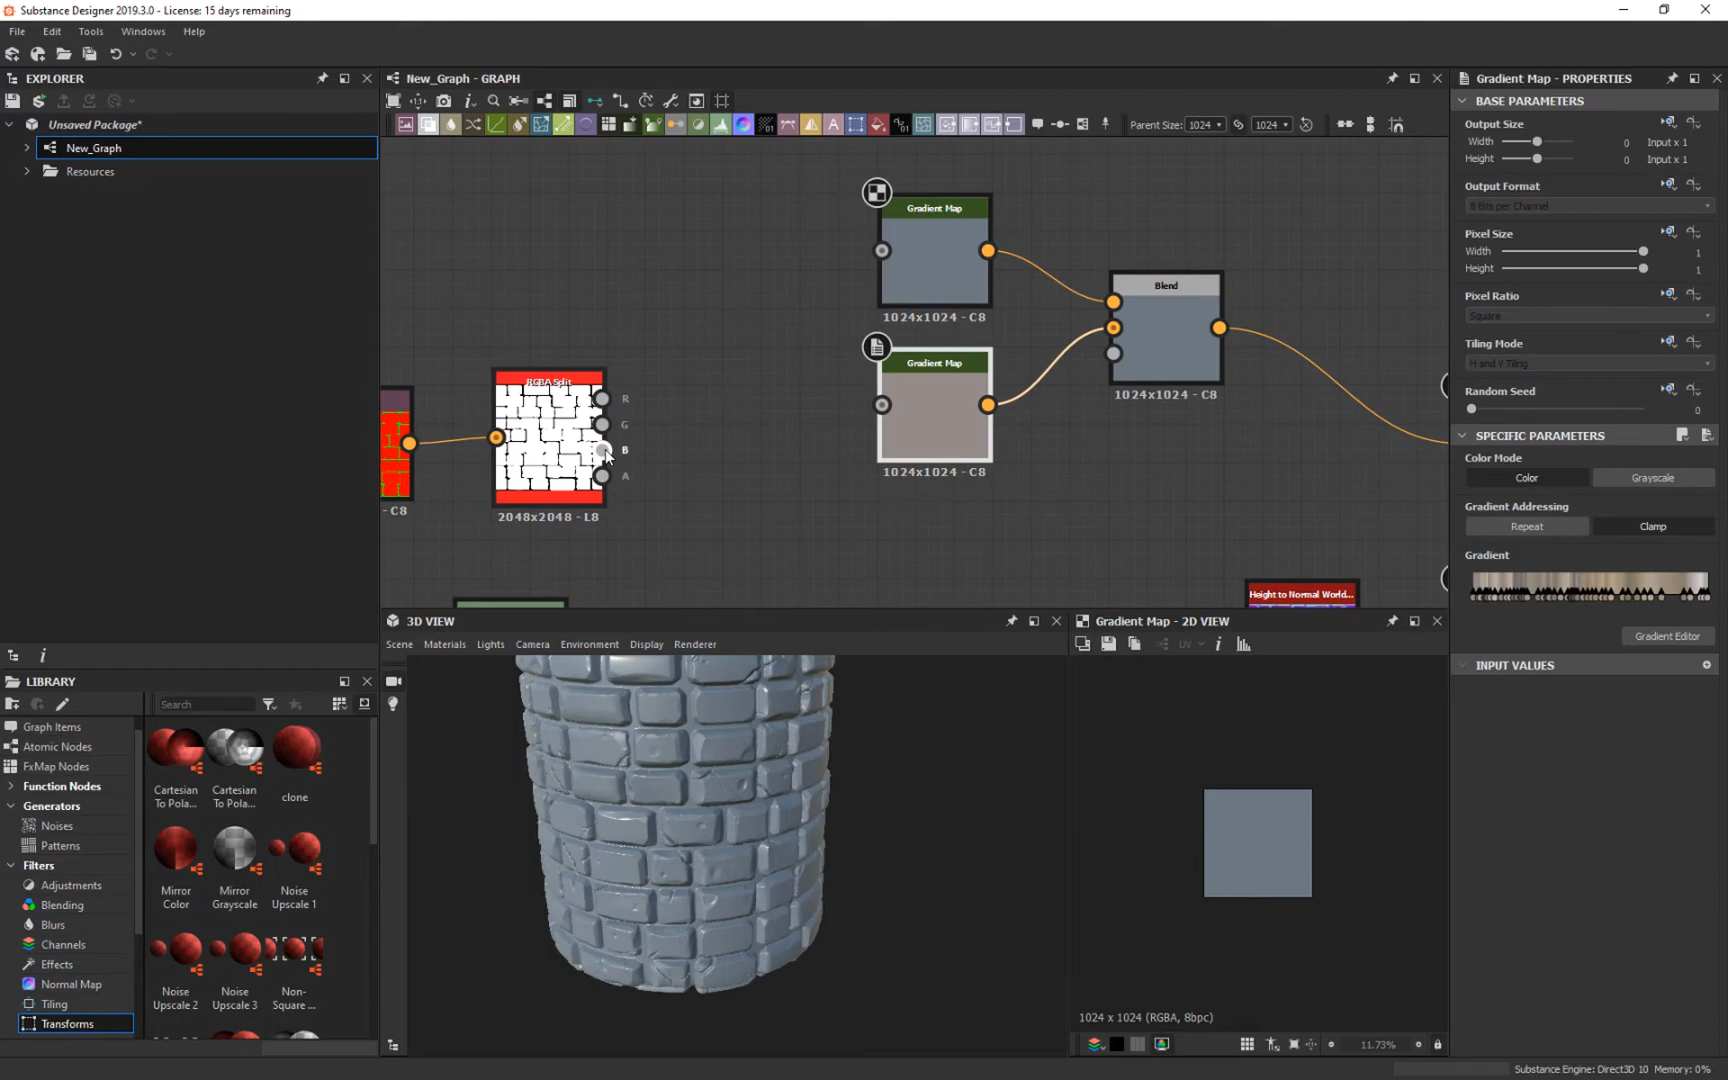 Substance Designer 2019.3.0 - License: 15 days remaining
File Edit Tools Windows Help
EXPLORER
Unsaved Package*
New_Graph
Resources
New_Graph - GRAPH
Parent Size: 1024 1024
Gradient Map
1024x1024 - C8
Gradient Map
1024x1024 - C8
Blend
1024x1024 - C8
RGBA Split
R
G
B
A
2048x2048 - L8
- C8
Height to Normal World...
LIBRARY
Search
Graph Items
Atomic Nodes
FxMap Nodes
Function Nodes
Generators
Noises
Patterns
Filters
Adjustments
Blending
Blurs
Channels
Effects
Normal Map
Tiling
Transforms
Cartesian To Pola...
Cartesian To Pola...
clone
Mirror Color
Mirror Grayscale
Noise Upscale 1
Noise Upscale 2
Noise Upscale 3
Non-Square ...
3D VIEW
Scene Materials Lights Camera Environment Display Renderer
Gradient Map - 2D VIEW
UV
1024 x 1024 (RGBA, 8bpc)
11.73%
Gradient Map - PROPERTIES
BASE PARAMETERS
Output Size
Width 0 Input x 1
Height 0 Input x 1
Output Format
8 Bits per Channel
Pixel Size
Width 1
Height 1
Pixel Ratio
Square
Tiling Mode
H and V Tiling
Random Seed
0
SPECIFIC PARAMETERS
Color Mode
Color Grayscale
Gradient Addressing
Repeat Clamp
Gradient
Gradient Editor
INPUT VALUES
Substance Engine: Direct3D 10 Memory: 0%